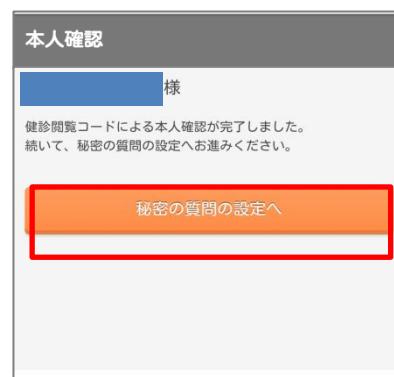 本人確認
様
健診閲覧コードによる本人確認が完了しました。
続いて、秘密の質問の設定へお進みください。
秘密の質問の設定へ